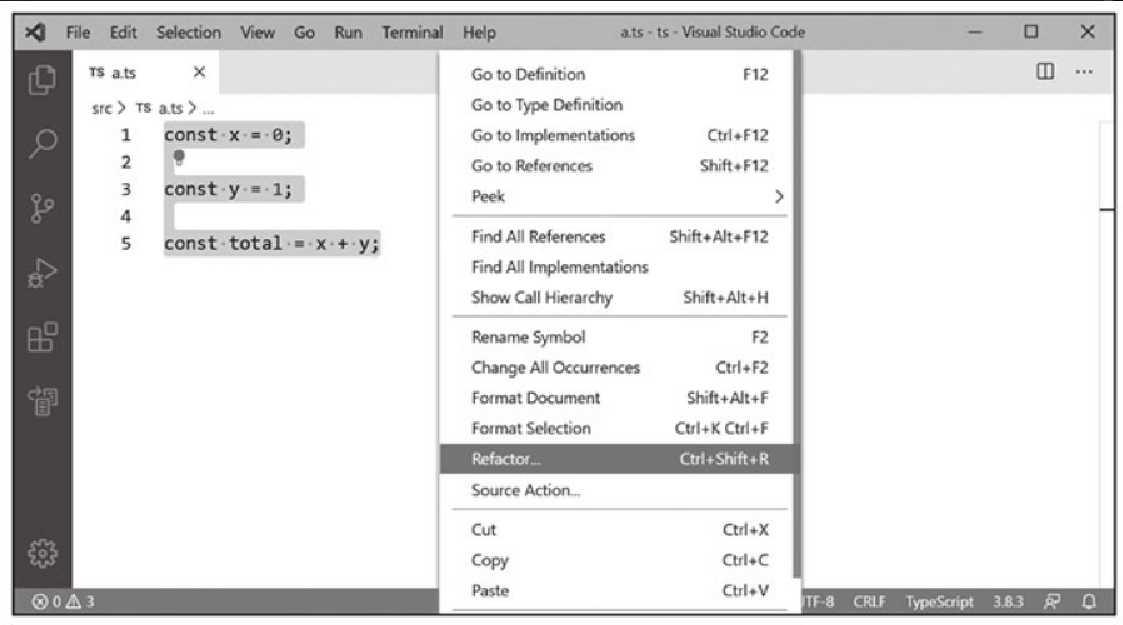 File Edit Selection View Go Run Terminal Help a.ts - ts - Visual Studio Code
TS a.ts
src > TS a.ts > ...
1 const x = 0;
2
3 const y = 1;
4
5 const total = x + y;
Go to Definition F12
Go to Type Definition
Go to Implementations Ctrl+F12
Go to References Shift+F12
Peek
Find All References Shift+Alt+F12
Find All Implementations
Show Call Hierarchy Shift+Alt+H
Rename Symbol F2
Change All Occurrences Ctrl+F2
Format Document Shift+Alt+F
Format Selection Ctrl+K Ctrl+F
Refactor... Ctrl+Shift+R
Source Action...
Cut Ctrl+X
Copy Ctrl+C
Paste Ctrl+V
0 3 TF-8 CRLF TypeScript 3.8.3